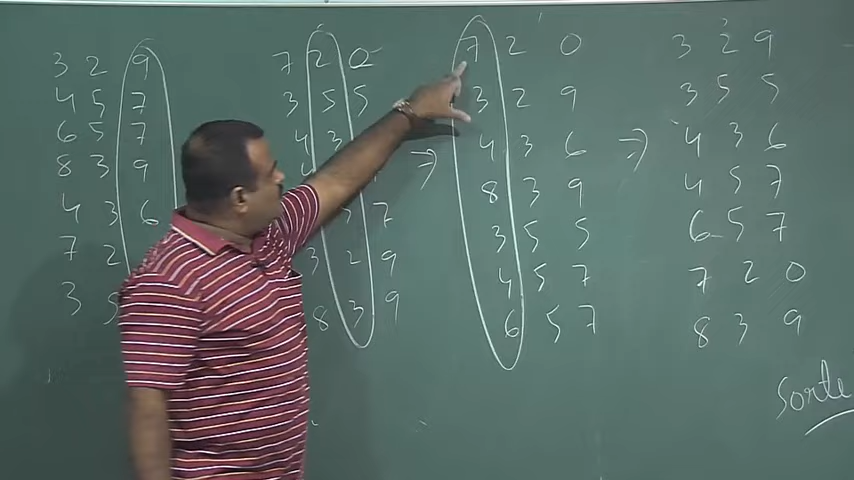 3 2 9 7 2 0 7 2 0 3 2 9
4 5 7 3 5 5 3 2 9 3 5 5
6 5 7 4 3 ⇒ 4 3 6 ⇒ 4 3 6
8 3 9 8 3 9 4 5 7
4 3 6 7 3 5 5 6 5 7
7 2 3 2 9 4 5 7 7 2 0
3 5 8 3 9 6 5 7 8 3 9
Sorte